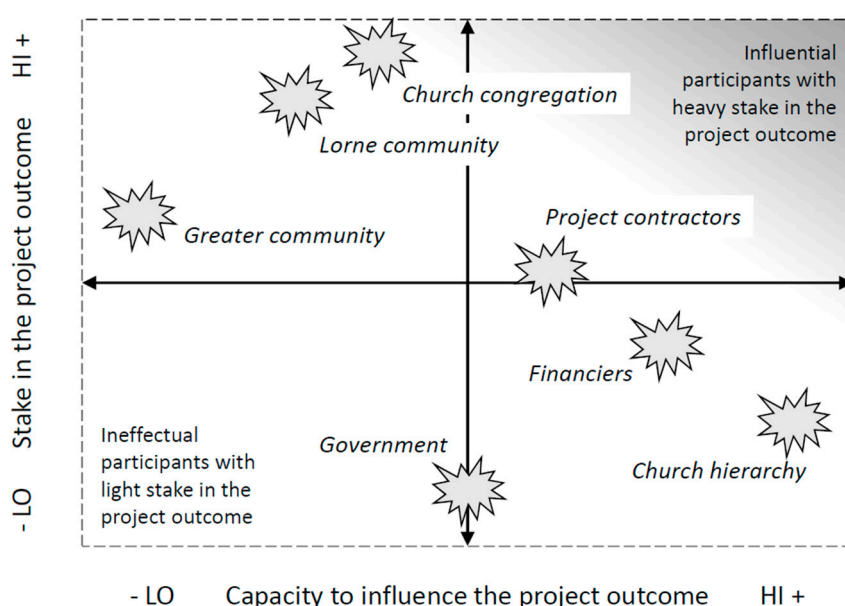 HI +
Stake in the project outcome
- LO
Influential
participants with
heavy stake in the
project outcome
Church congregation
Lorne community
Project contractors
Greater community
Financiers
Government
Church hierarchy
Ineffectual
participants with
light stake in the
project outcome
- LO Capacity to influence the project outcome HI +